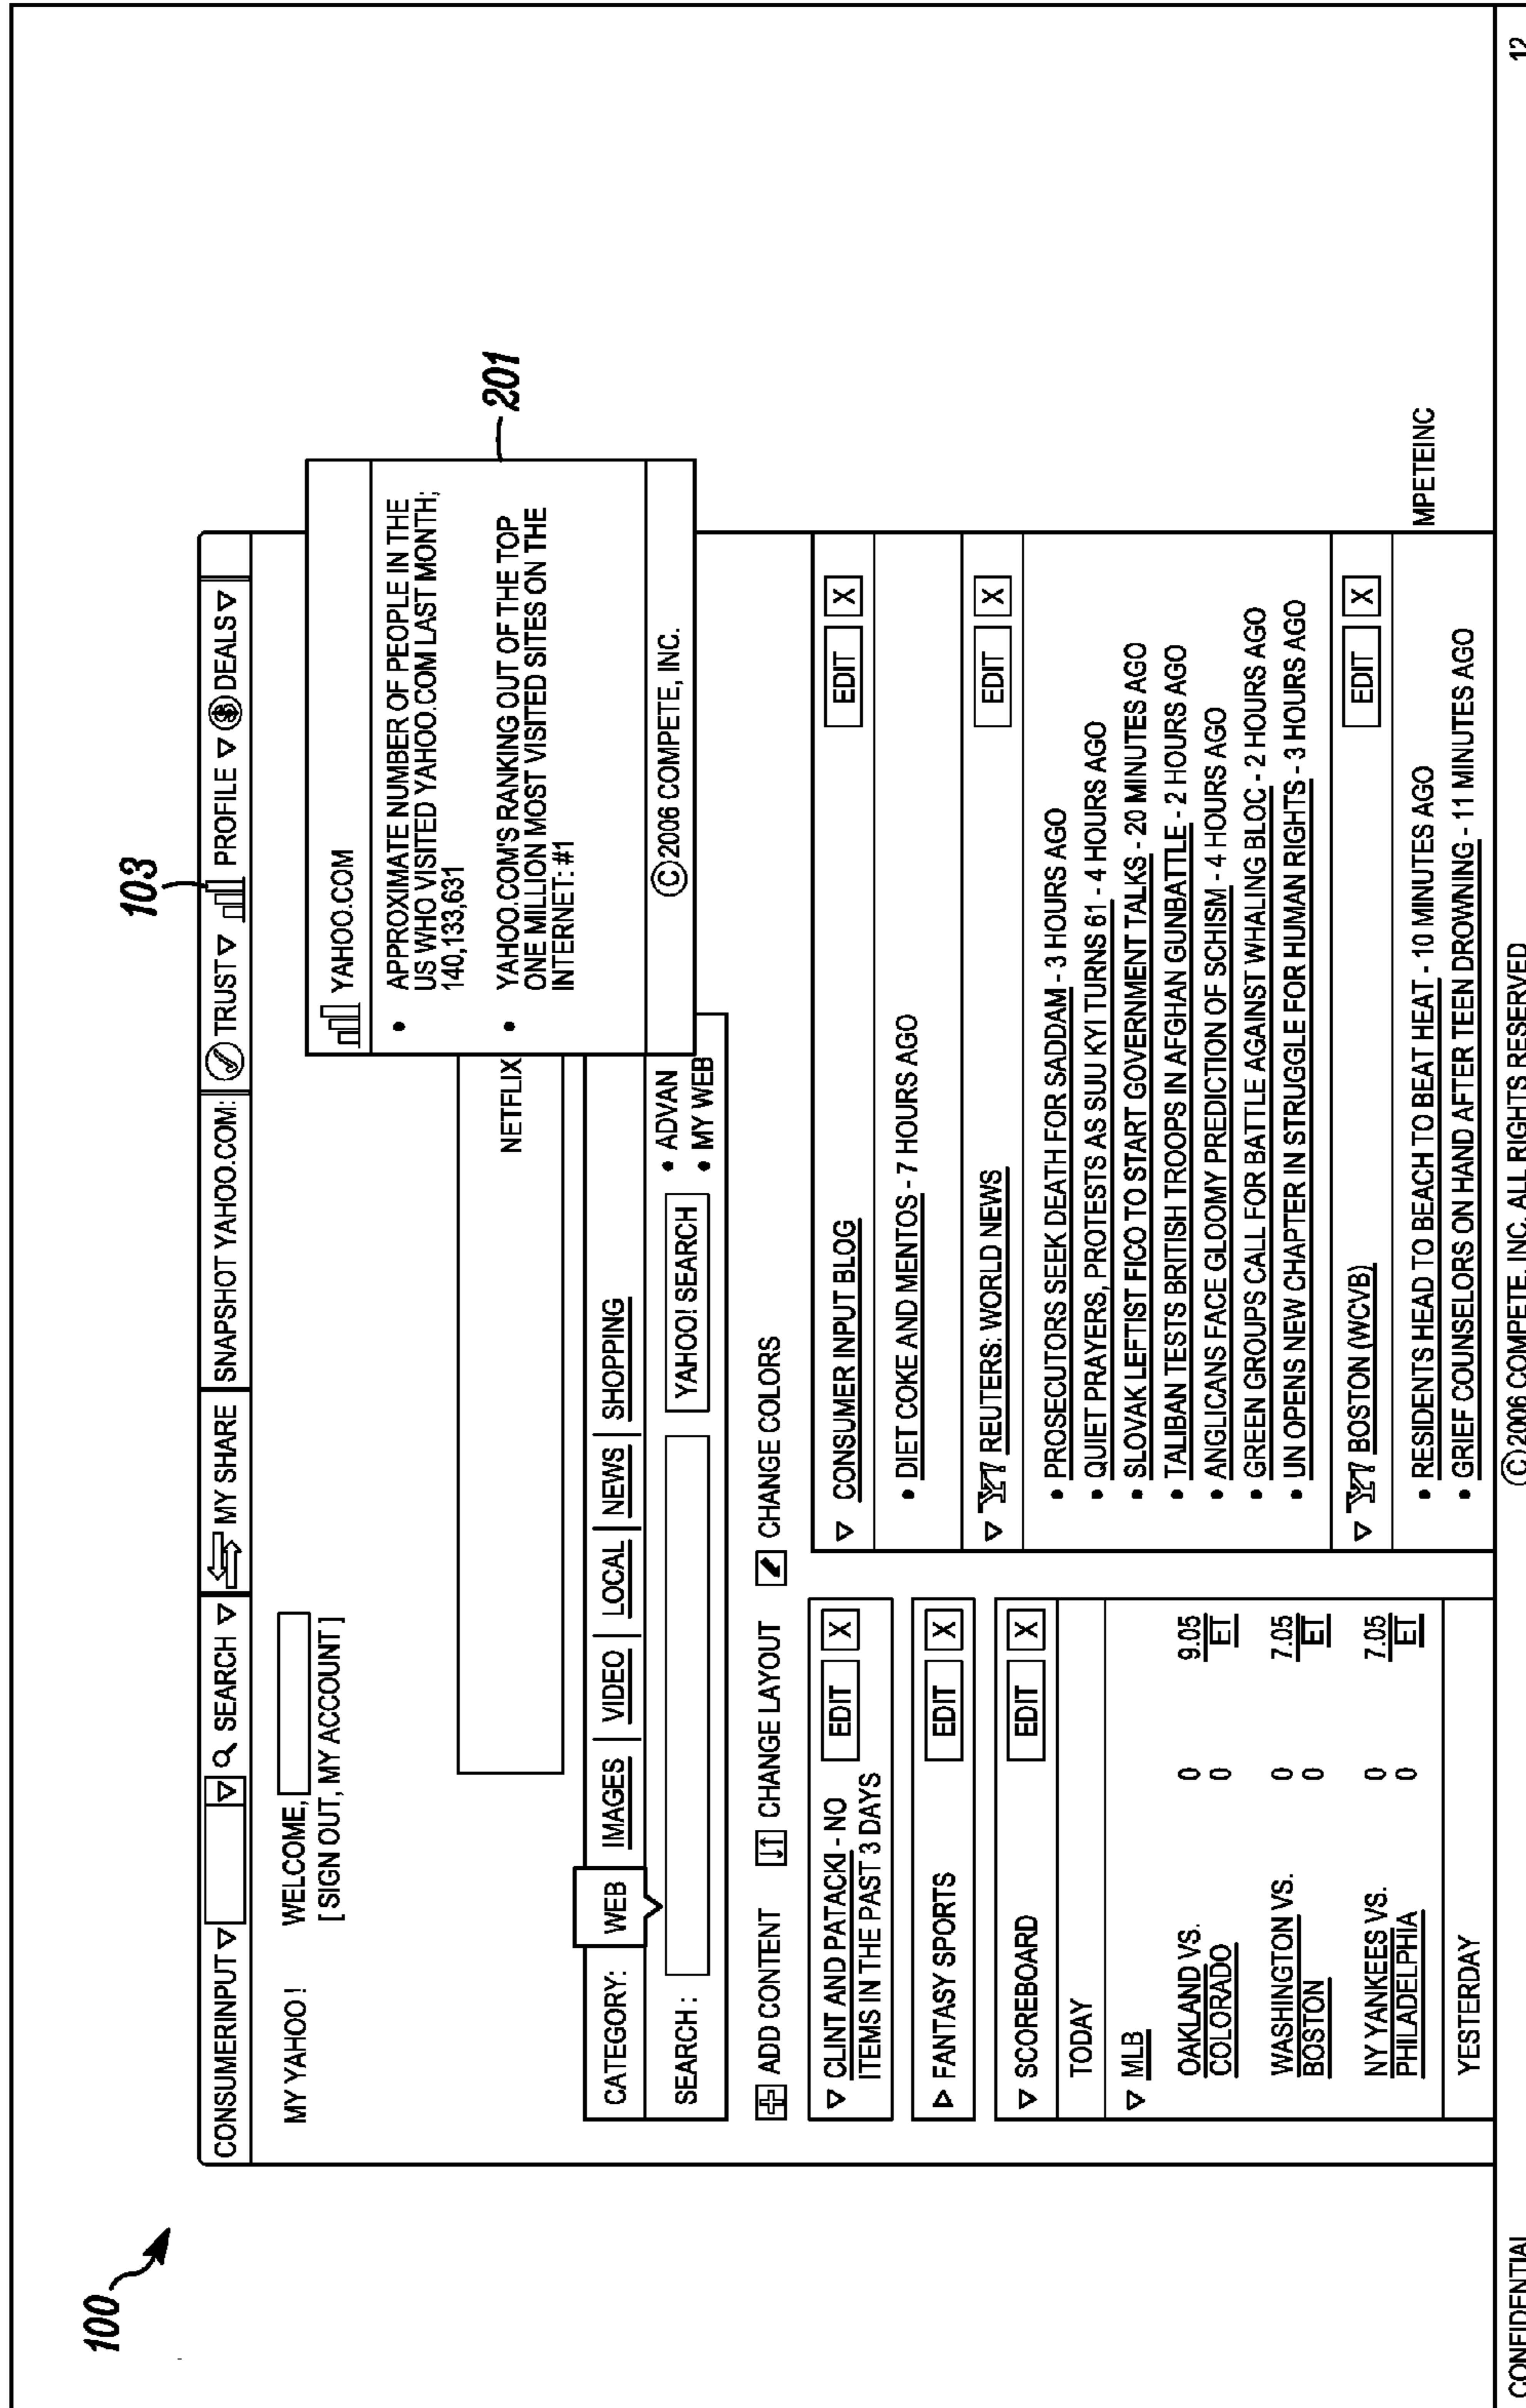 100
103
CONSUMERINPUT SEARCH MY SHARE SNAPSHOT YAHOO.COM: TRUST PROFILE DEALS
MY YAHOO! WELCOME,
[ SIGN OUT, MY ACCOUNT ]
YAHOO.COM
• APPROXIMATE NUMBER OF PEOPLE IN THE
US WHO VISITED YAHOO.COM LAST MONTH;
140,133,631
• YAHOO.COM'S RANKING OUT OF THE TOP
ONE MILLION MOST VISITED SITES ON THE
INTERNET: #1
© 2006 COMPETE, INC.
201
NETFLIX
CATEGORY: WEB IMAGES VIDEO LOCAL NEWS SHOPPING
SEARCH: YAHOO! SEARCH
• ADVAN
• MY WEB
ADD CONTENT CHANGE LAYOUT CHANGE COLORS
CLINT AND PATACKI - NO EDIT X
ITEMS IN THE PAST 3 DAYS
FANTASY SPORTS EDIT X
SCOREBOARD EDIT X
TODAY
MLB
OAKLAND VS. 0 9.05
COLORADO 0 ET
WASHINGTON VS. 0 7.05
BOSTON 0 ET
NY YANKEES VS. 0 7.05
PHILADELPHIA 0 ET
YESTERDAY
CONSUMER INPUT BLOG EDIT X
• DIET COKE AND MENTOS - 7 HOURS AGO
Y! REUTERS: WORLD NEWS EDIT X
• PROSECUTORS SEEK DEATH FOR SADDAM - 3 HOURS AGO
• QUIET PRAYERS, PROTESTS AS SUU KYI TURNS 61 - 4 HOURS AGO
• SLOVAK LEFTIST FICO TO START GOVERNMENT TALKS - 20 MINUTES AGO
• TALIBAN TESTS BRITISH TROOPS IN AFGHAN GUNBATTLE - 2 HOURS AGO
• ANGLICANS FACE GLOOMY PREDICTION OF SCHISM - 4 HOURS AGO
• GREEN GROUPS CALL FOR BATTLE AGAINST WHALING BLOC - 2 HOURS AGO
• UN OPENS NEW CHAPTER IN STRUGGLE FOR HUMAN RIGHTS - 3 HOURS AGO
Y! BOSTON (WCVB) EDIT X
• RESIDENTS HEAD TO BEACH TO BEAT HEAT - 10 MINUTES AGO
• GRIEF COUNSELORS ON HAND AFTER TEEN DROWNING - 11 MINUTES AGO
MPETEINC
CONFIDENTIAL © 2006 COMPETE, INC. ALL RIGHTS RESERVED 12